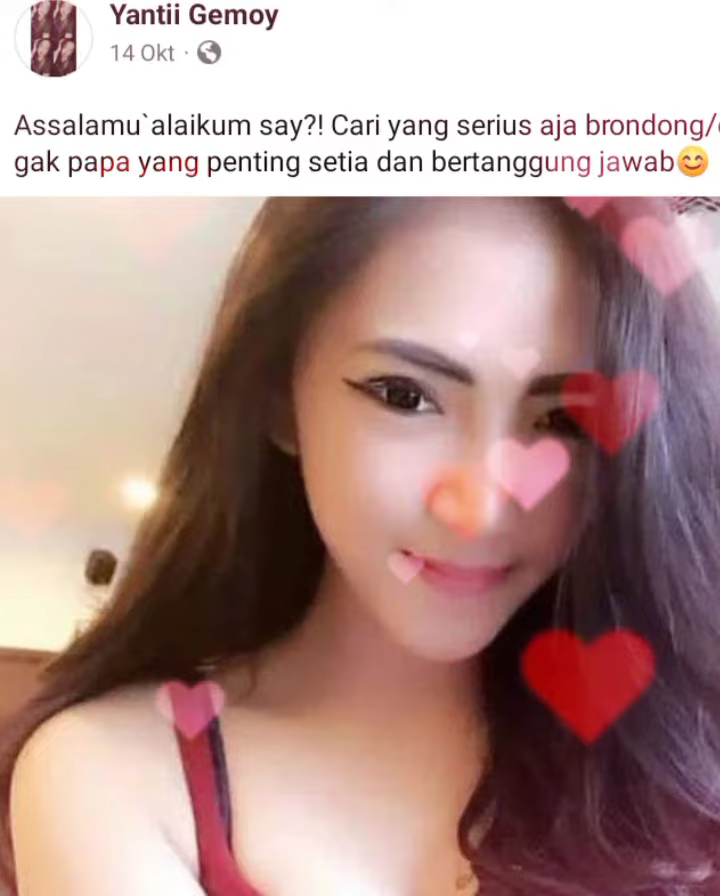 Yantii Gemoy
14 Okt ·
Assalamu`alaikum say?! Cari yang serius aja brondong/
gak papa yang penting setia dan bertanggung jawab😊